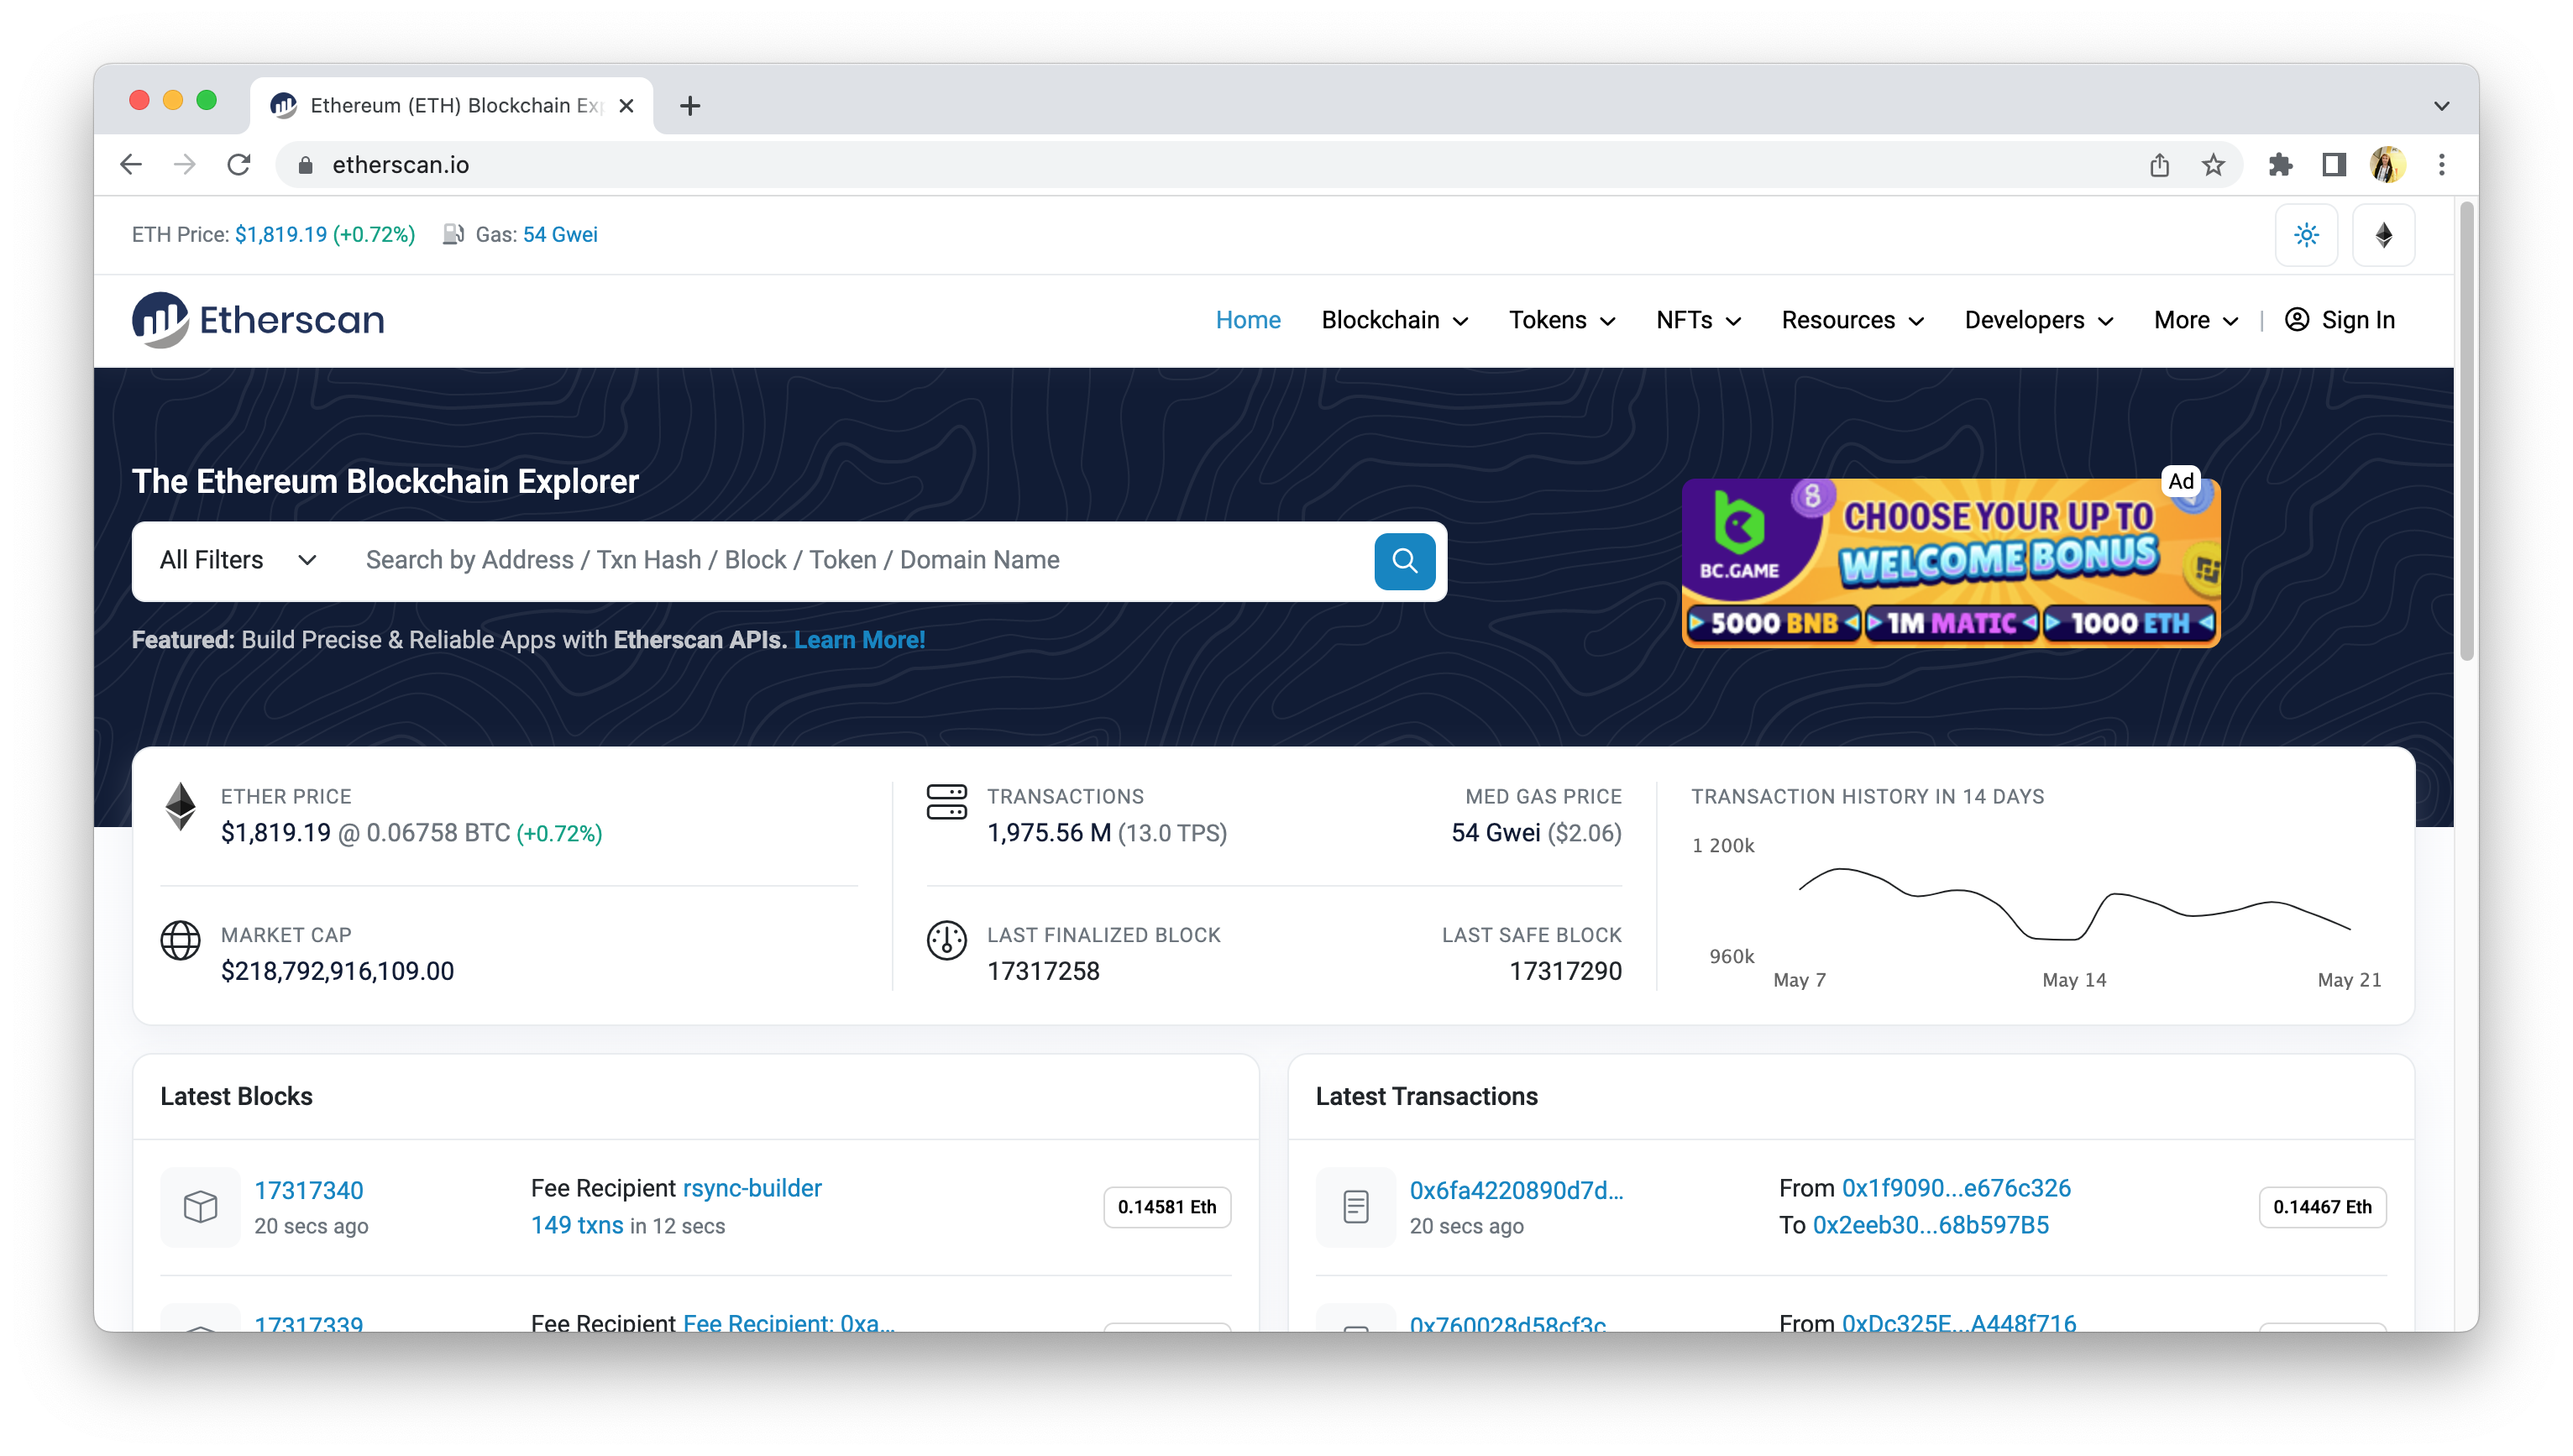 Ethereum (ETH) Blockchain Exp
etherscan.io
ETH Price: $1,819.19 (+0.72%) Gas: 54 Gwei
Etherscan
Home Blockchain Tokens NFTs Resources Developers More | Sign In
The Ethereum Blockchain Explorer
All Filters Search by Address / Txn Hash / Block / Token / Domain Name
Featured: Build Precise & Reliable Apps with Etherscan APIs. Learn More!
Ad
8
BC.GAME
CHOOSE YOUR UP TO
WELCOME BONUS
5000 BNB 1M MATIC 1000 ETH
ETHER PRICE
$1,819.19 @ 0.06758 BTC (+0.72%)
MARKET CAP
$218,792,916,109.00
TRANSACTIONS
1,975.56 M (13.0 TPS)
MED GAS PRICE
54 Gwei ($2.06)
LAST FINALIZED BLOCK
17317258
LAST SAFE BLOCK
17317290
TRANSACTION HISTORY IN 14 DAYS
1 200k
960k
May 7 May 14 May 21
Latest Blocks
17317340
20 secs ago
Fee Recipient rsync-builder
149 txns in 12 secs
0.14581 Eth
17317339
Fee Recipient Fee Recipient: 0xa...
Latest Transactions
0x6fa4220890d7d...
20 secs ago
From 0x1f9090...e676c326
To 0x2eeb30...68b597B5
0.14467 Eth
0x760028d58cf3c
From 0xDc325E...A448f716